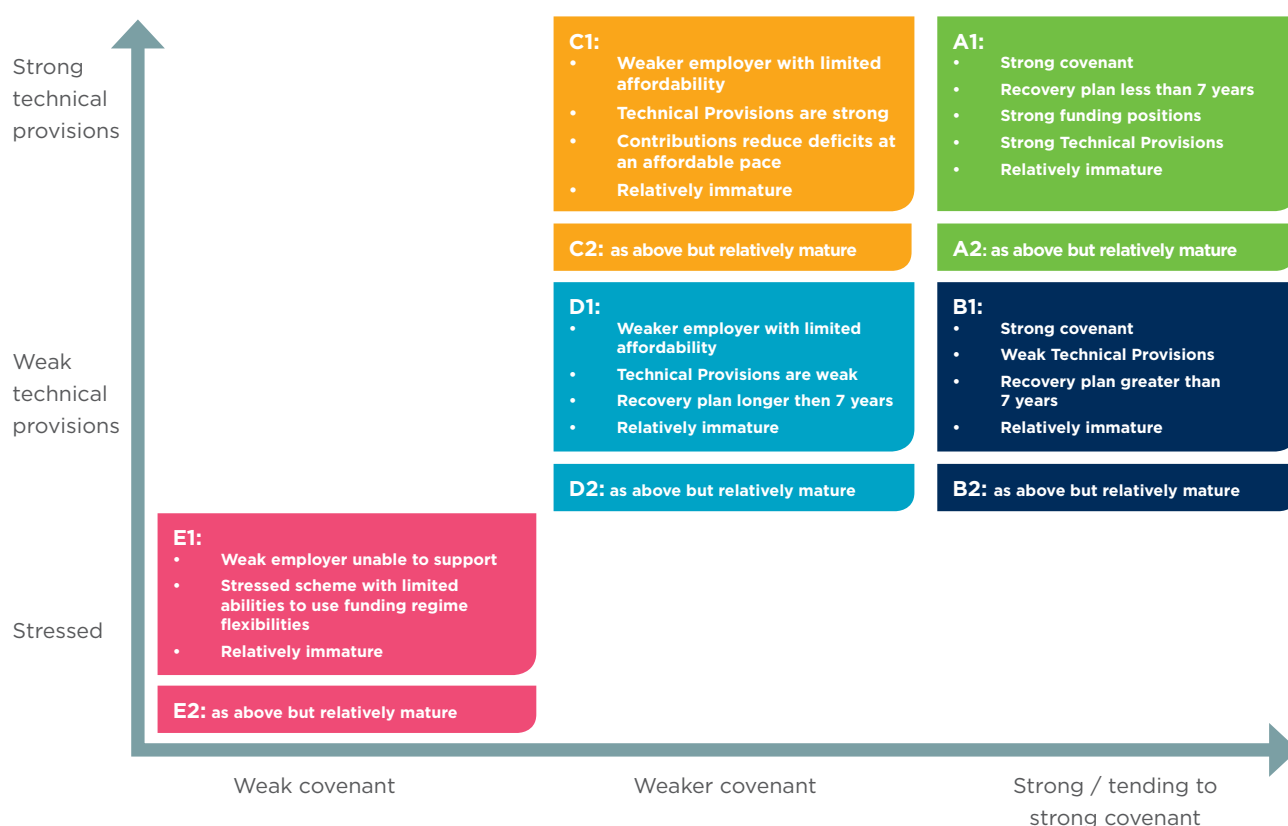 Strong
technical
provisions
C1:
• Weaker employer with limited
affordability
• Technical Provisions are strong
• Contributions reduce deficits at
an affordable pace
• Relatively immature
A1:
• Strong covenant
• Recovery plan less than 7 years
• Strong funding positions
• Strong Technical Provisions
• Relatively immature
C2: as above but relatively mature
A2: as above but relatively mature
Weak
technical
provisions
D1:
• Weaker employer with limited
affordability
• Technical Provisions are weak
• Recovery plan longer then 7 years
• Relatively immature
B1:
• Strong covenant
• Weak Technical Provisions
• Recovery plan greater than
7 years
• Relatively immature
D2: as above but relatively mature
B2: as above but relatively mature
Stressed
E1:
• Weak employer unable to support
• Stressed scheme with limited
abilities to use funding regime
flexibilities
• Relatively immature
E2: as above but relatively mature
Weak covenant
Weaker covenant
Strong / tending to
strong covenant